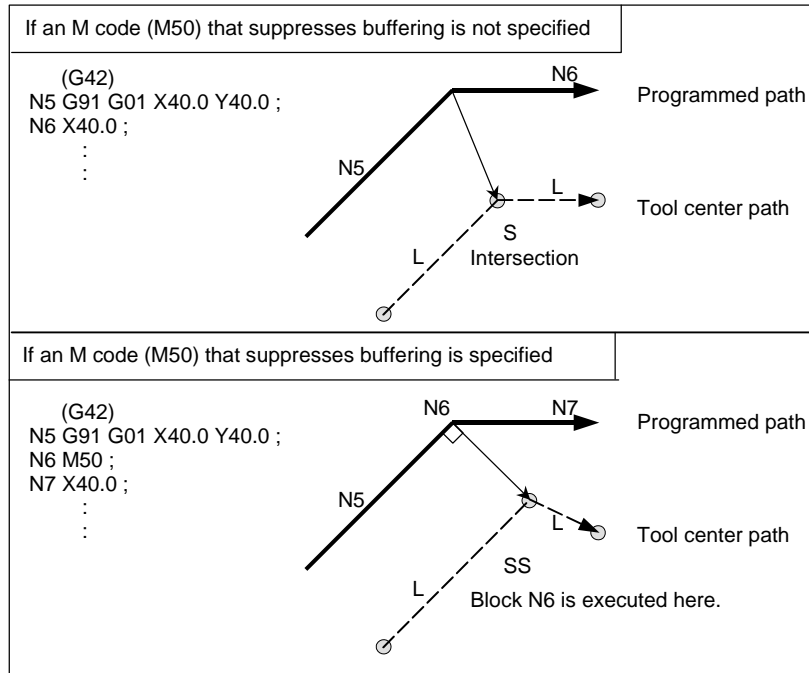 If an M code (M50) that suppresses buffering is not specified
(G42)
N5 G91 G01 X40.0 Y40.0 ;
N6 X40.0 ;
:
:
N6
Programmed path
N5
L
Tool center path
S
L
Intersection
If an M code (M50) that suppresses buffering is specified
(G42)
N5 G91 G01 X40.0 Y40.0 ;
N6 M50 ;
N7 X40.0 ;
:
:
N6
N7
Programmed path
N5
L
Tool center path
SS
L
Block N6 is executed here.